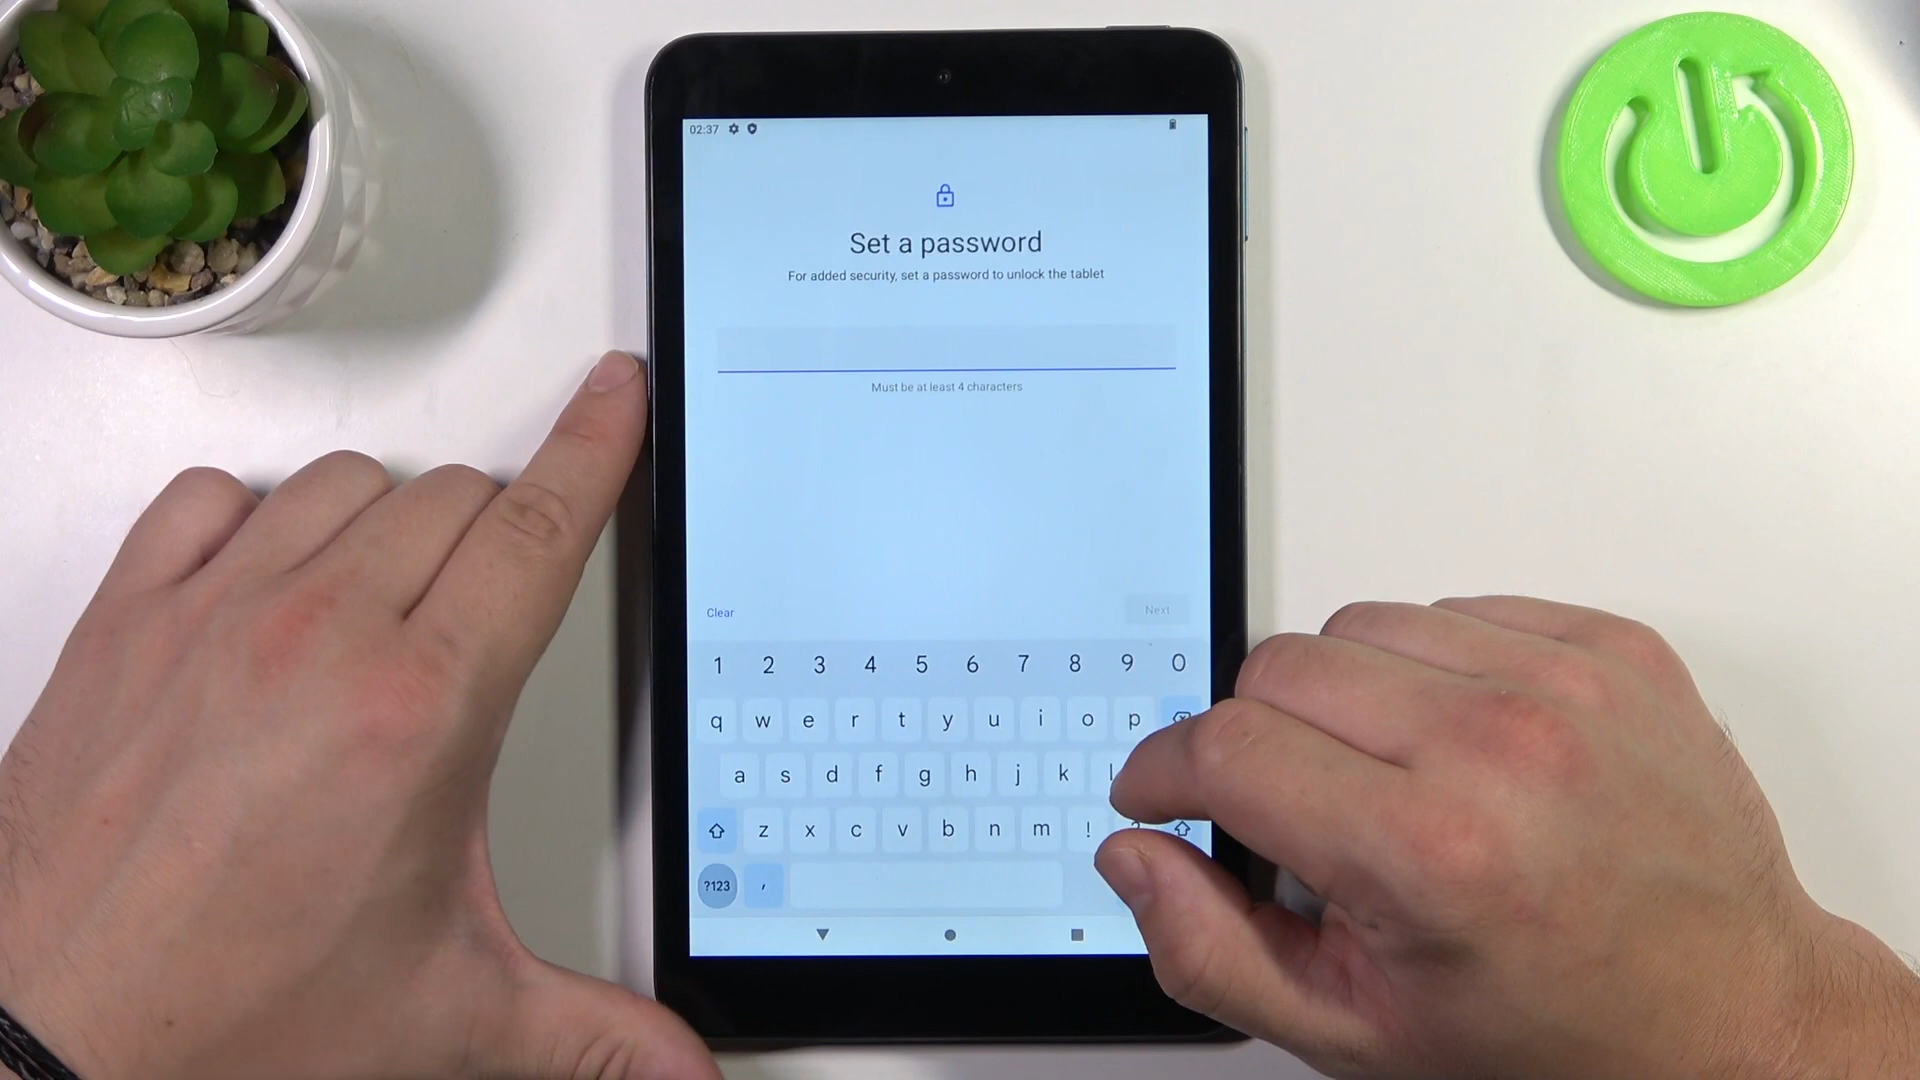 02:37
Set a password
For added security, set a password to unlock the tablet
Must be at least 4 characters
Clear Next
1 2 3 4 5 6 7 8 9 0
q w e r t y u i o p
a s d f g h j k l
z x c v b n m ! ?
?123 ,